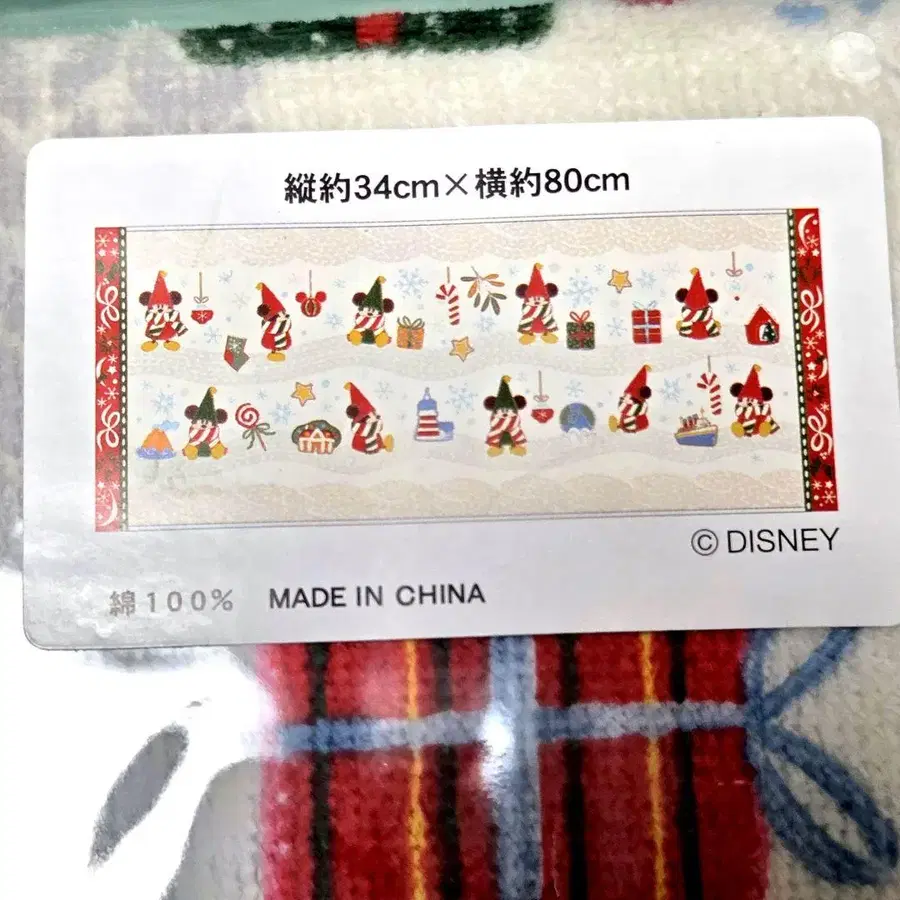 縦約34cm×横約80cm
© DISNEY
綿100% MADE IN CHINA